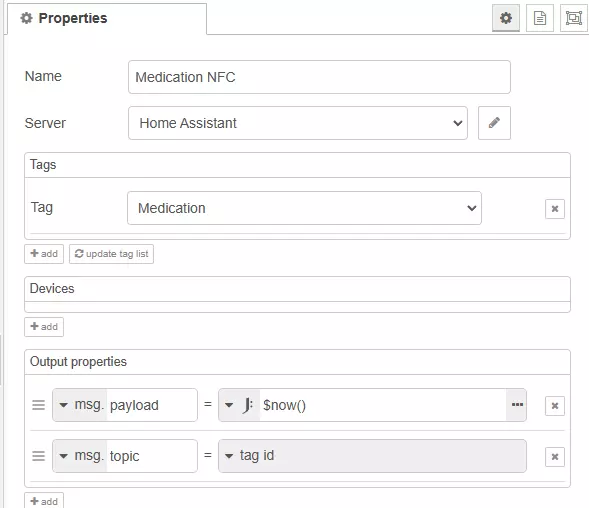 Properties
Name Medication NFC
Server Home Assistant
Tags
Tag Medication
add update tag list
Devices
add
Output properties
msg. payload = J: $now()
msg. topic = tag id
add